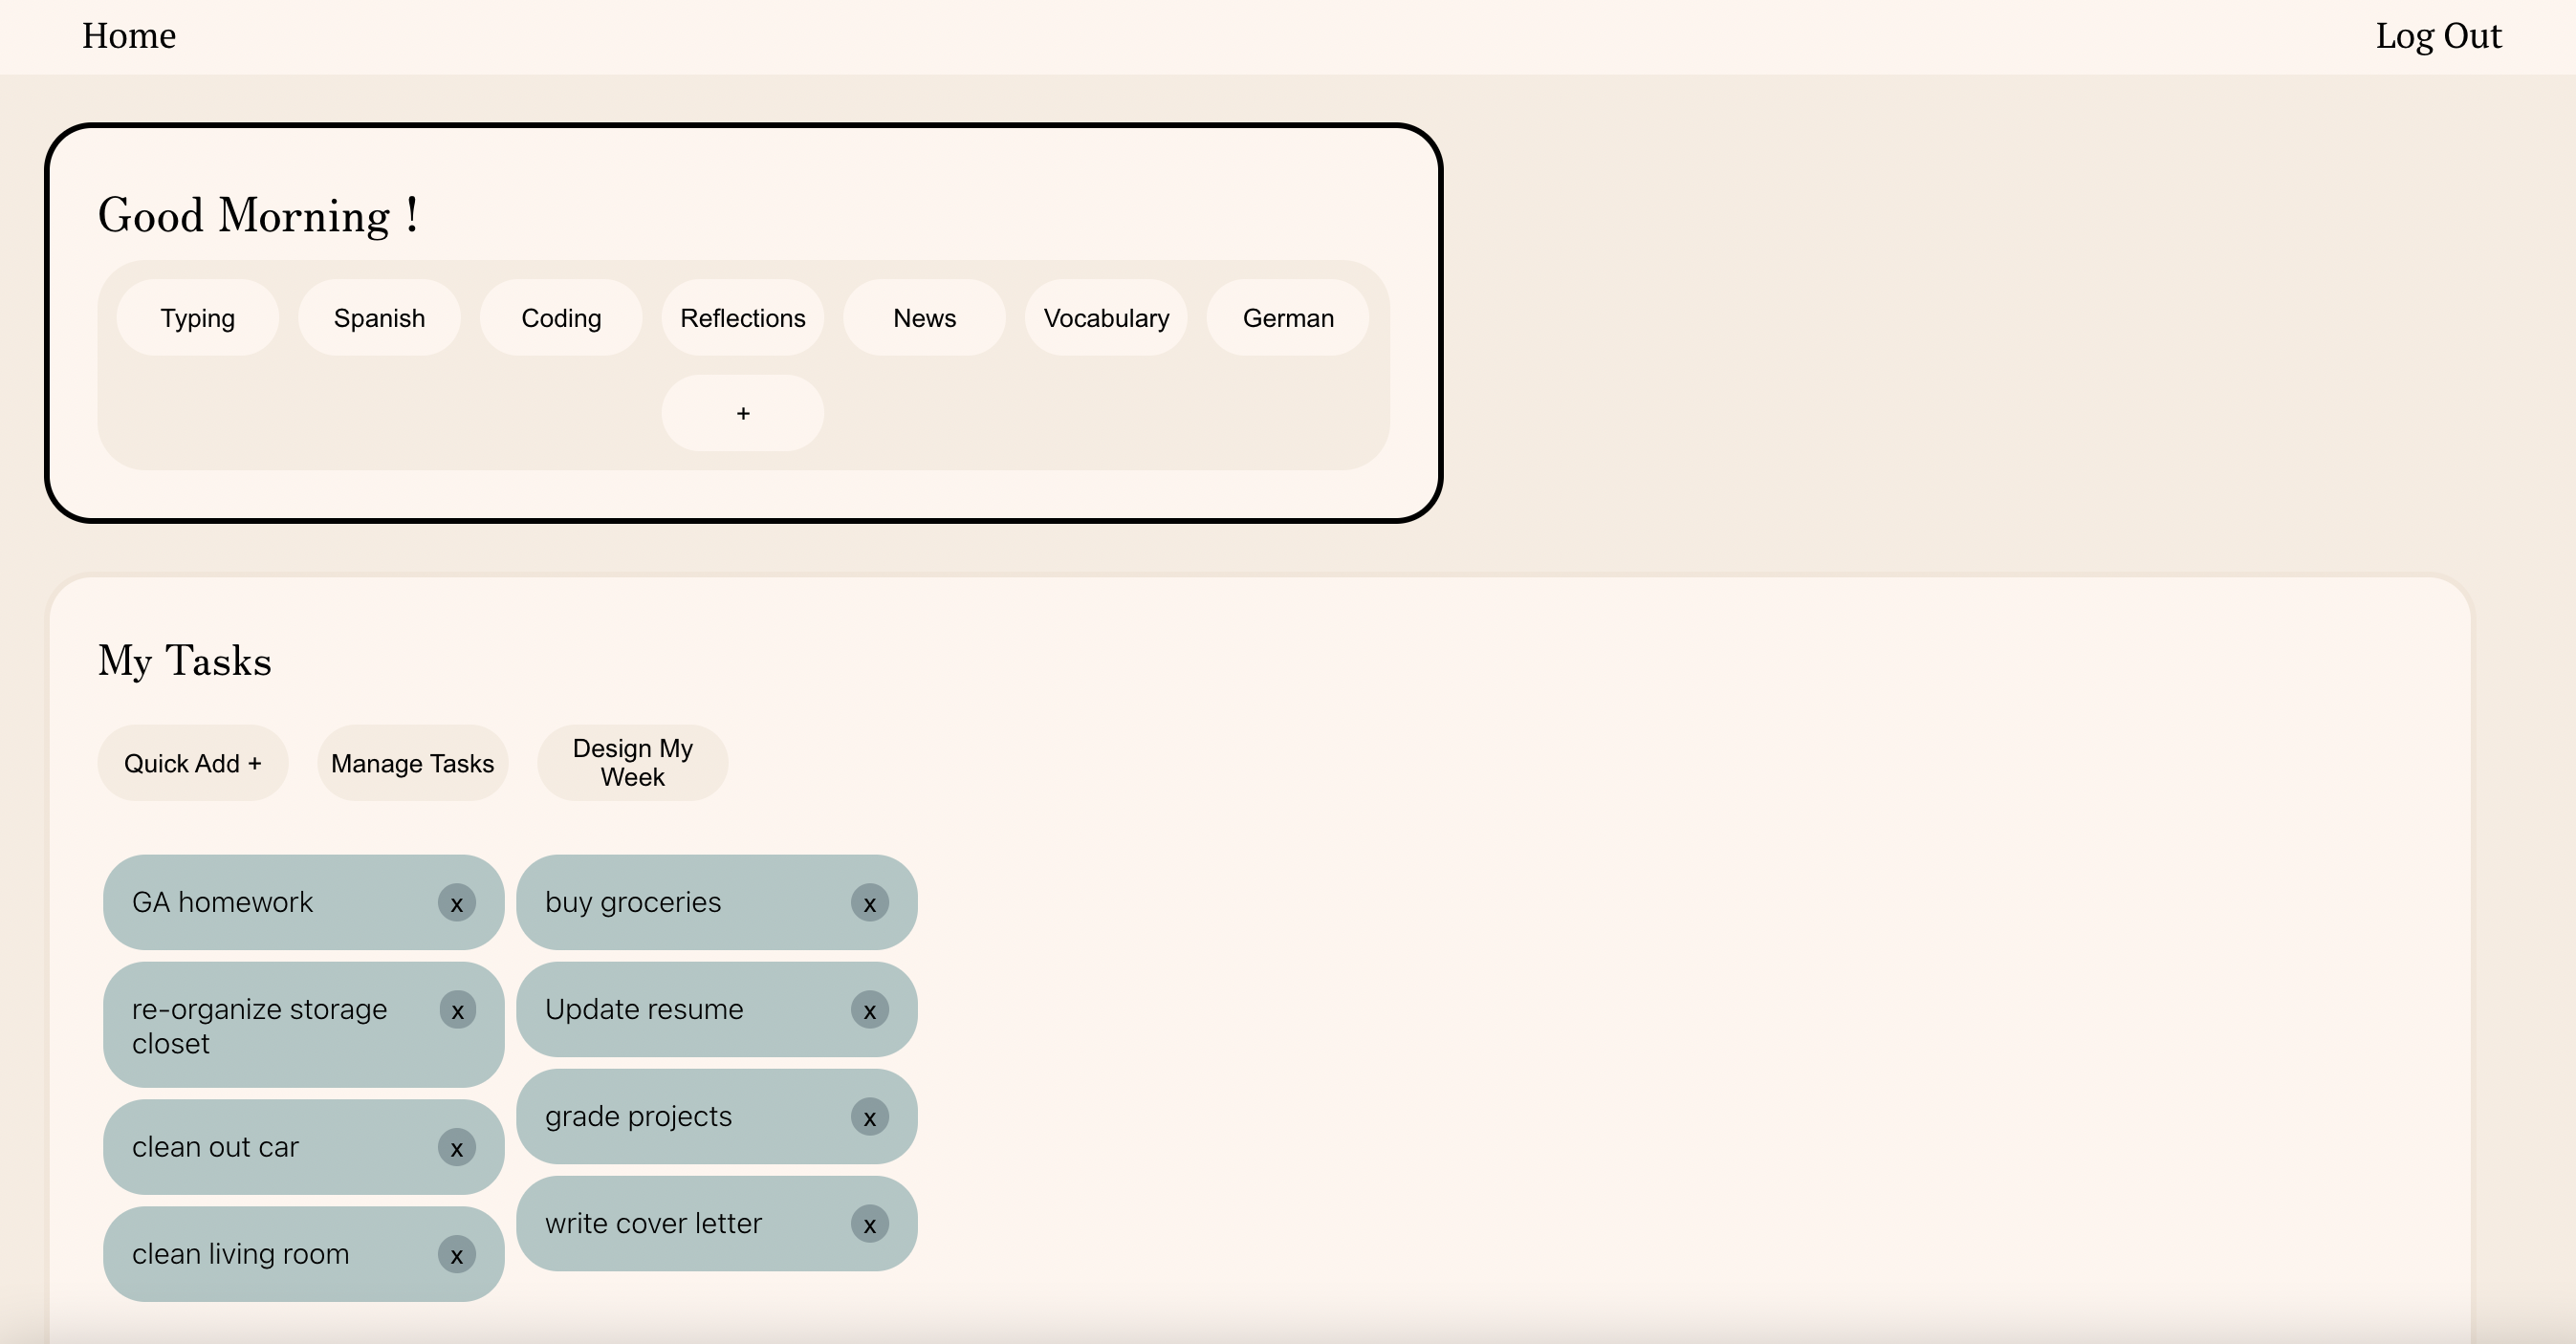 Home
Log Out
Good Morning !
Typing
Spanish
Coding
Reflections
News
Vocabulary
German
+
My Tasks
Quick Add +
Manage Tasks
Design My
Week
GA homework
x
re-organize storage
closet
x
clean out car
x
clean living room
x
buy groceries
x
Update resume
x
grade projects
x
write cover letter
x